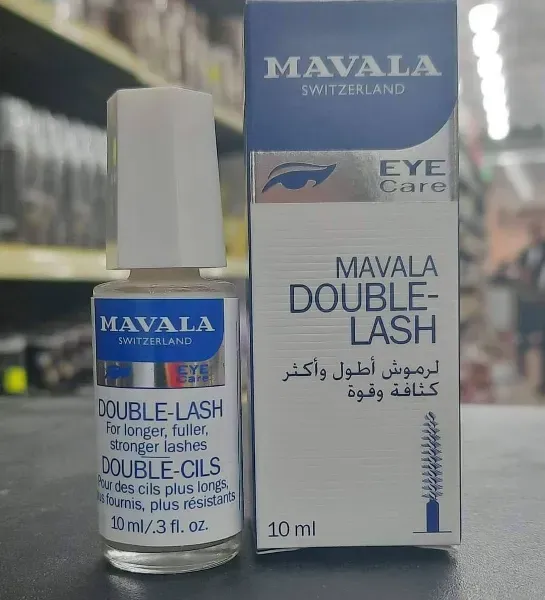 MAVALA
SWITZERLAND
EYE
Care
DOUBLE-LASH
For longer, fuller,
stronger lashes
DOUBLE-CILS
Pour des cils plus longs,
plus fournis, plus résistants
10 ml/.3 fl. oz.
MAVALA
SWITZERLAND
EYE
Care
MAVALA
DOUBLE-
LASH
لرموش أطول وأكثر
كثافة وقوة
10 ml